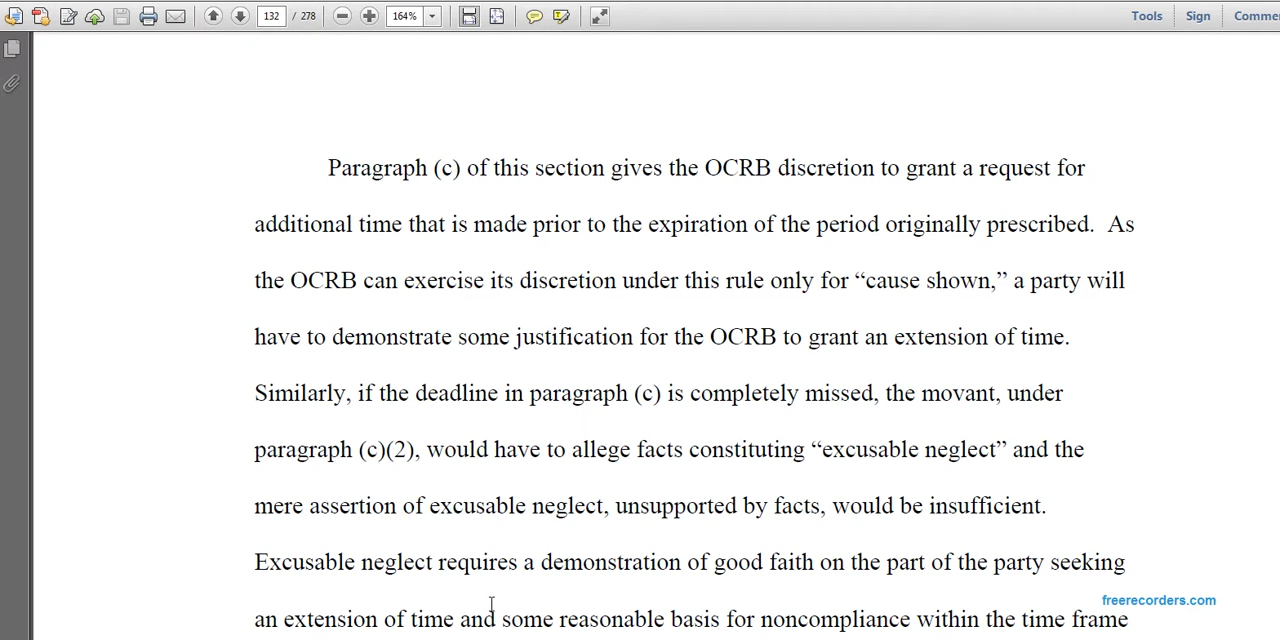 132 / 278 164% Tools Sign Commen
Paragraph (c) of this section gives the OCRB discretion to grant a request for
additional time that is made prior to the expiration of the period originally prescribed.  As
the OCRB can exercise its discretion under this rule only for “cause shown,” a party will
have to demonstrate some justification for the OCRB to grant an extension of time.
Similarly, if the deadline in paragraph (c) is completely missed, the movant, under
paragraph (c)(2), would have to allege facts constituting “excusable neglect” and the
mere assertion of excusable neglect, unsupported by facts, would be insufficient.
Excusable neglect requires a demonstration of good faith on the part of the party seeking
freerecorders.com
an extension of time and some reasonable basis for noncompliance within the time frame